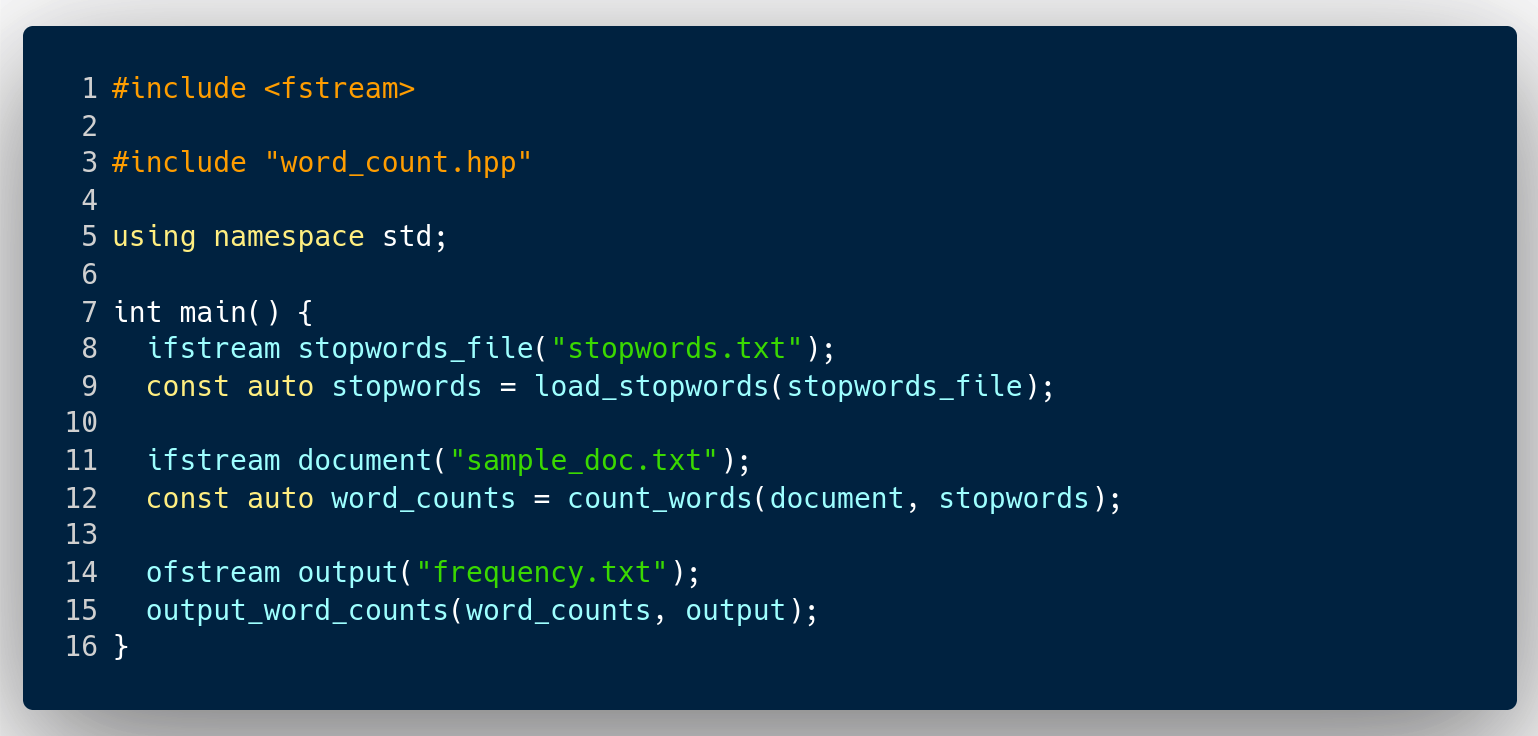 1 #include <fstream>
2
3 #include "word_count.hpp"
4
5 using namespace std;
6
7 int main() {
8   ifstream stopwords_file("stopwords.txt");
9   const auto stopwords = load_stopwords(stopwords_file);
10
11   ifstream document("sample_doc.txt");
12   const auto word_counts = count_words(document, stopwords);
13
14   ofstream output("frequency.txt");
15   output_word_counts(word_counts, output);
16 }